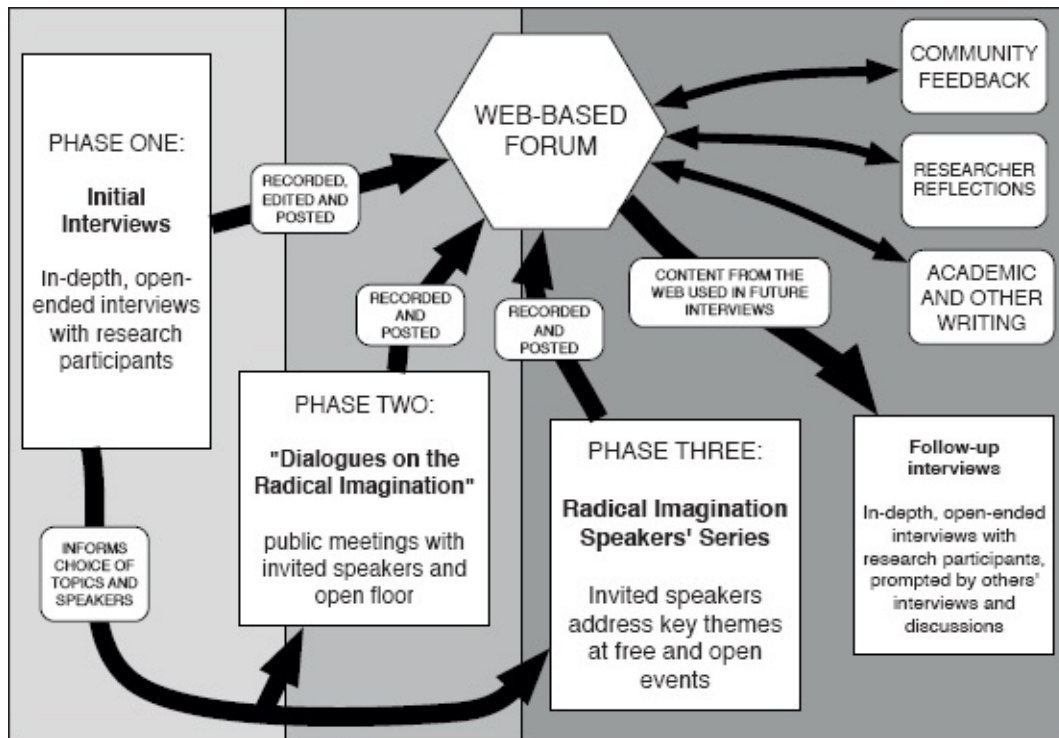 PHASE ONE:
Initial
Interviews
In-depth, open-
ended interviews
with research
participants
RECORDED,
EDITED AND
POSTED
INFORMS
CHOICE OF
TOPICS AND
SPEAKERS
PHASE TWO:
"Dialogues on the
Radical Imagination"
public meetings with
invited speakers and
open floor
RECORDED
AND
POSTED
WEB-BASED
FORUM
RECORDED
AND
POSTED
PHASE THREE:
Radical Imagination
Speakers' Series
Invited speakers
address key themes
at free and open
events
CONTENT FROM THE
WEB USED IN FUTURE
INTERVIEWS
COMMUNITY
FEEDBACK
RESEARCHER
REFLECTIONS
ACADEMIC
AND OTHER
WRITING
Follow-up
interviews
In-depth, open-ended
interviews with
research participants,
prompted by others'
interviews and
discussions